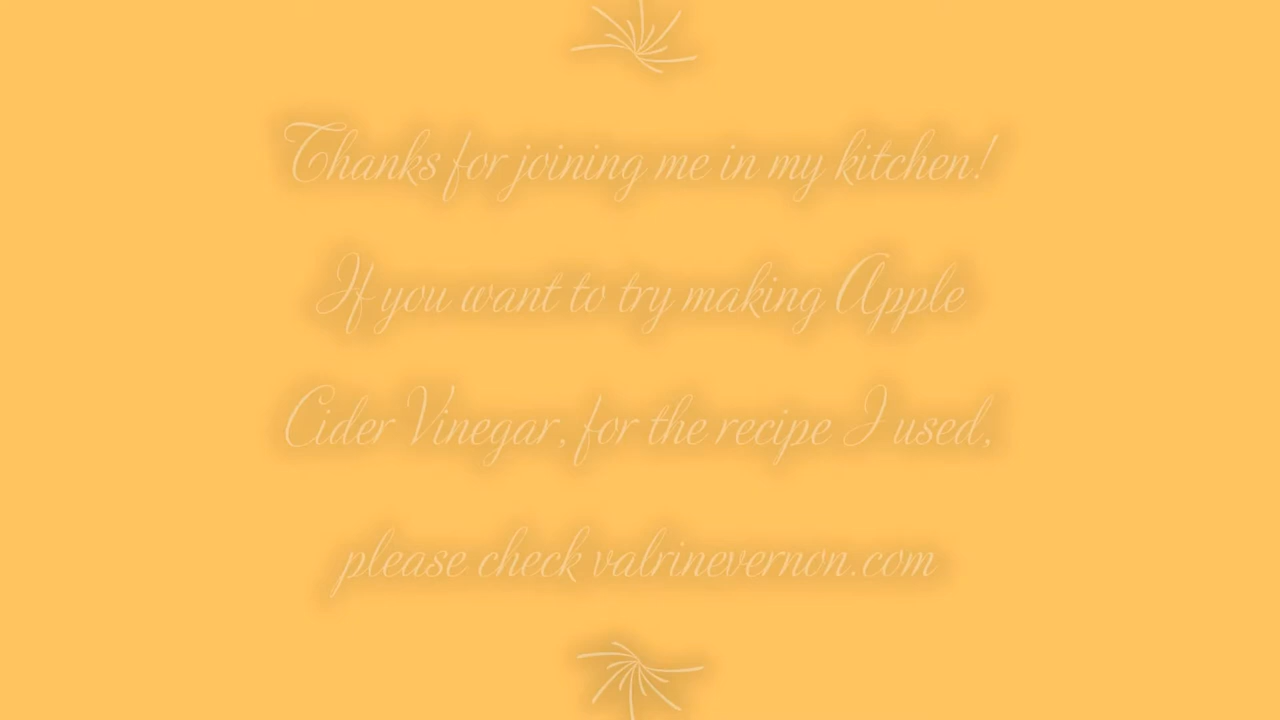 Thanks for joining me in my kitchen!
If you want to try making Apple
Cider Vinegar, for the recipe I used,
please check valrinevernon.com